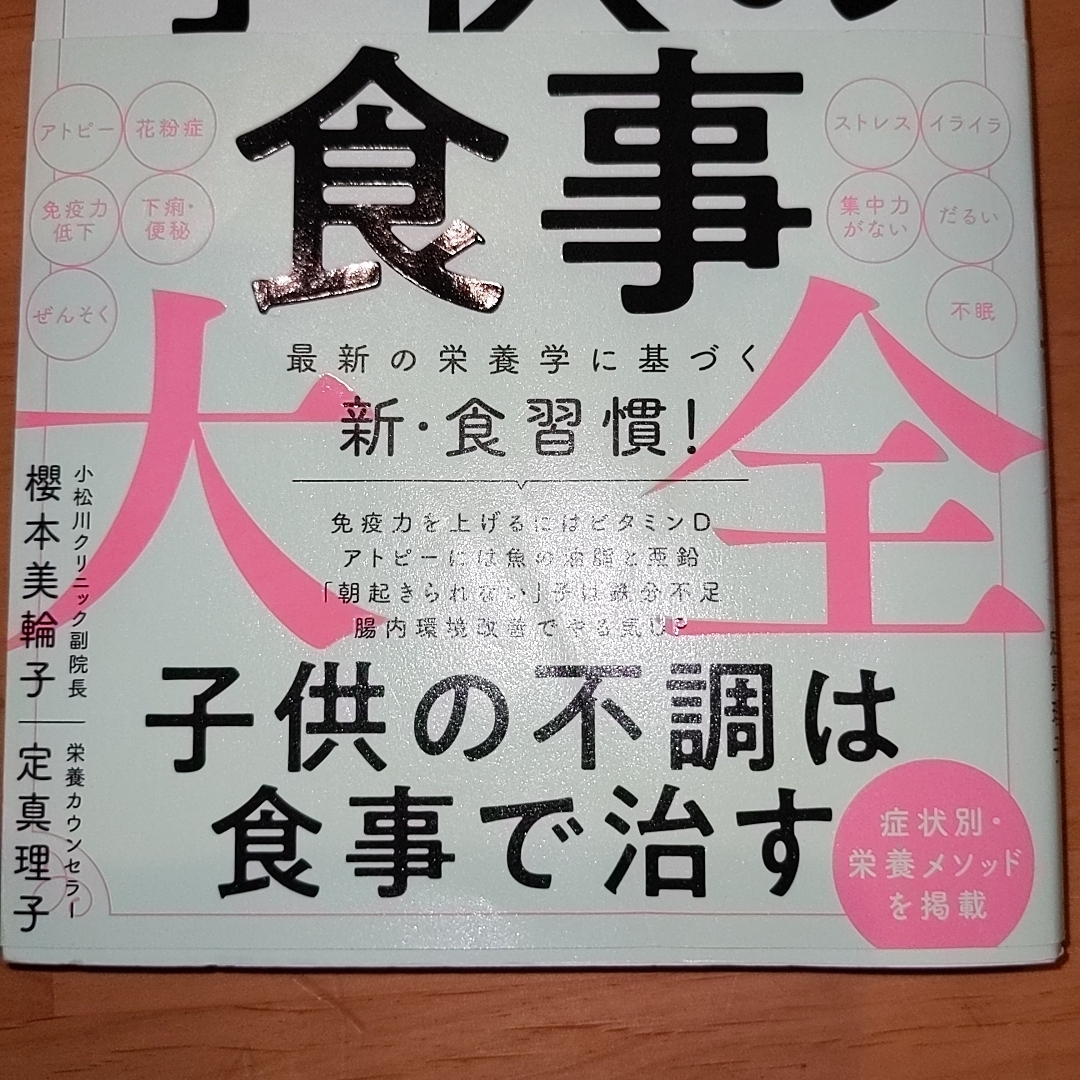 子供の
食事
大全
アトピー
花粉症
免疫力
低下
下痢・
便秘
ぜんそく
ストレス
イライラ
集中力
がない
だるい
不眠
最新の栄養学に基づく
新・食習慣!
免疫力を上げるにはビタミンD
アトピーには魚の油脂と亜鉛
「朝起きられない」子は鉄分不足
腸内環境改善でやる気UP
小松川クリニック副院長
櫻本美輪子
栄養カウンセラー
定真理子
子供の不調は
食事で治す
症状別・
栄養メソッド
を掲載
定真理子